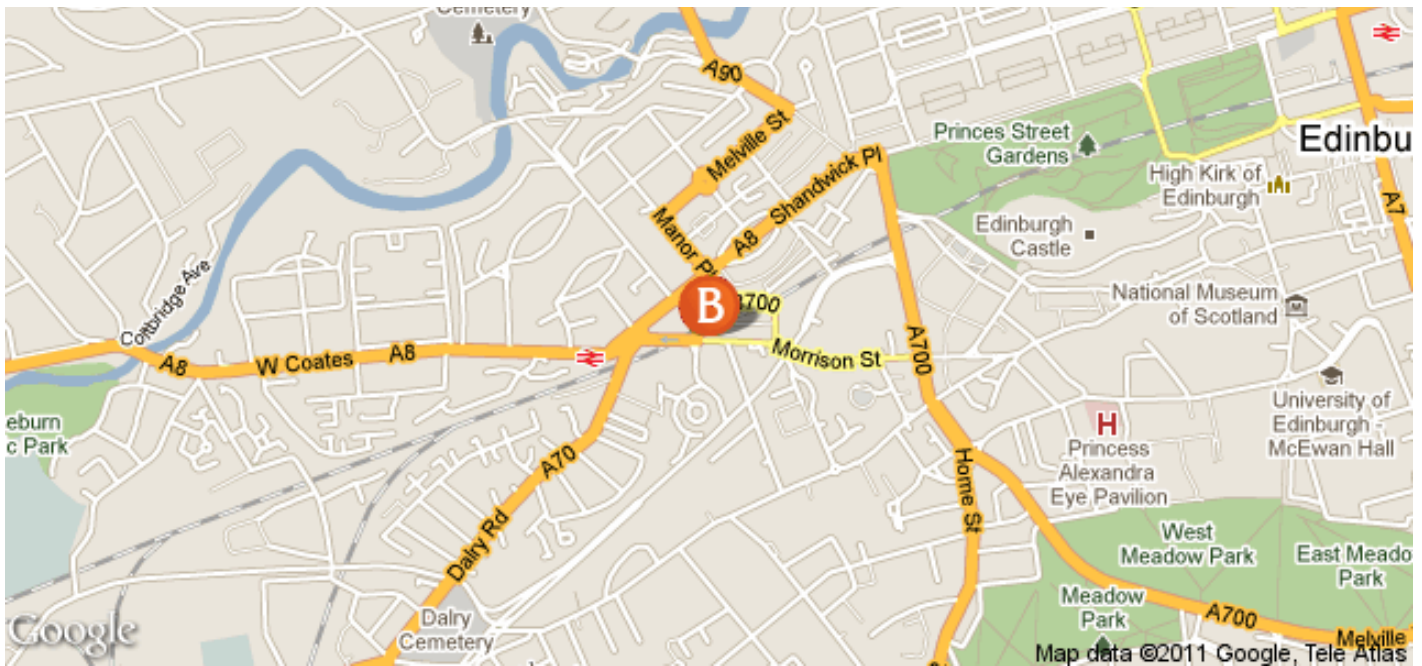 Cemetery
A90
Melville St
Princes Street
Gardens
Edinbu
High Kirk of
Edinburgh
Shandwick Pl
A8
Manor Pl
A7
Edinburgh
Castle
Coltbridge Ave
B
B700
National Museum
of Scotland
A8
W Coates
A8
Morrison St
A700
University of
Edinburgh -
McEwan Hall
eburn
c Park
H
Princess
Alexandra
Eye Pavilion
A70
Home St
Dalry Rd
West
Meadow Park
East Meado
Park
Meadow
Park
Dalry
Cemetery
A700
Melville
Google
Map data ©2011 Google, Tele Atlas